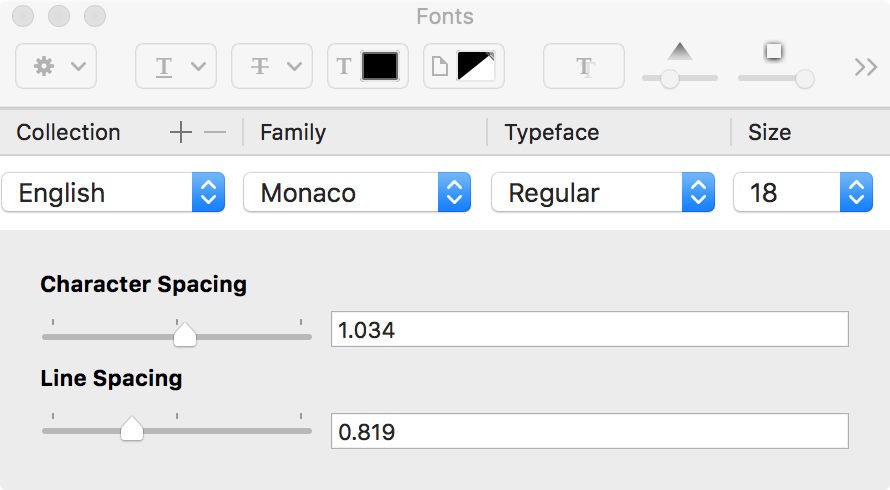 Fonts
T T T T
Collection Family Typeface Size
English Monaco Regular 18
Character Spacing
1.034
Line Spacing
0.819